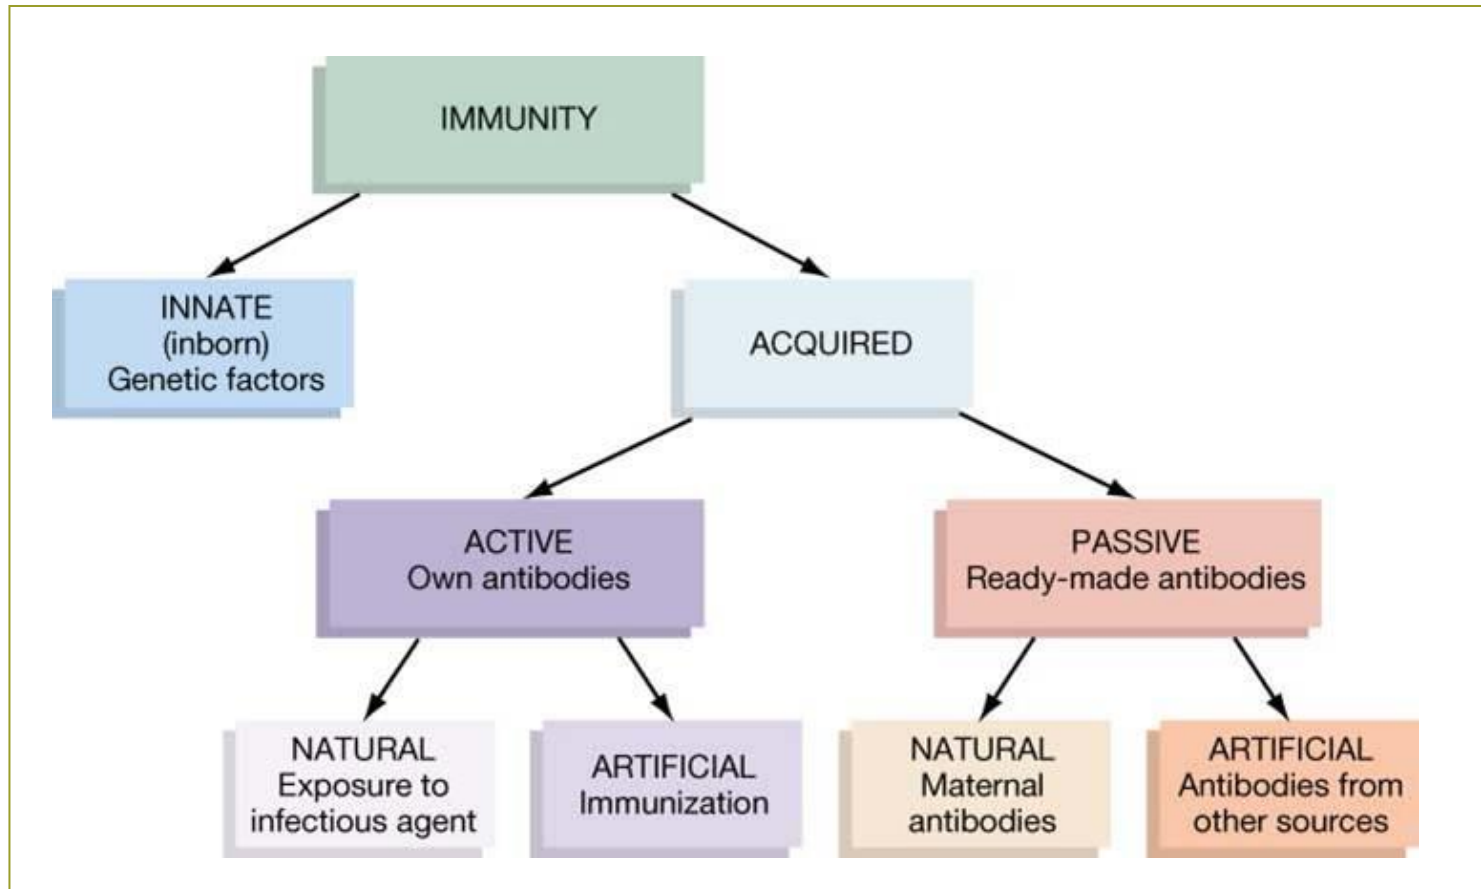 IMMUNITY
INNATE
(inborn)
Genetic factors
ACQUIRED
ACTIVE
Own antibodies
PASSIVE
Ready-made antibodies
NATURAL
Exposure to
infectious agent
ARTIFICIAL
Immunization
NATURAL
Maternal
antibodies
ARTIFICIAL
Antibodies from
other sources